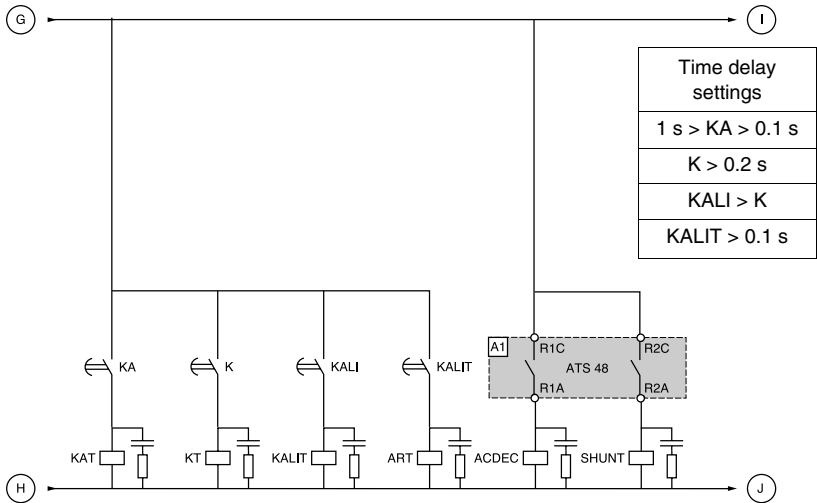 G
I
Time delay
settings
1 s > KA > 0.1 s
K > 0.2 s
KALI > K
KALIT > 0.1 s
KA
K
KALI
KALIT
A1
R1C
R2C
ATS 48
R1A
R2A
KAT
KT
KALIT
ART
ACDEC
SHUNT
H
J